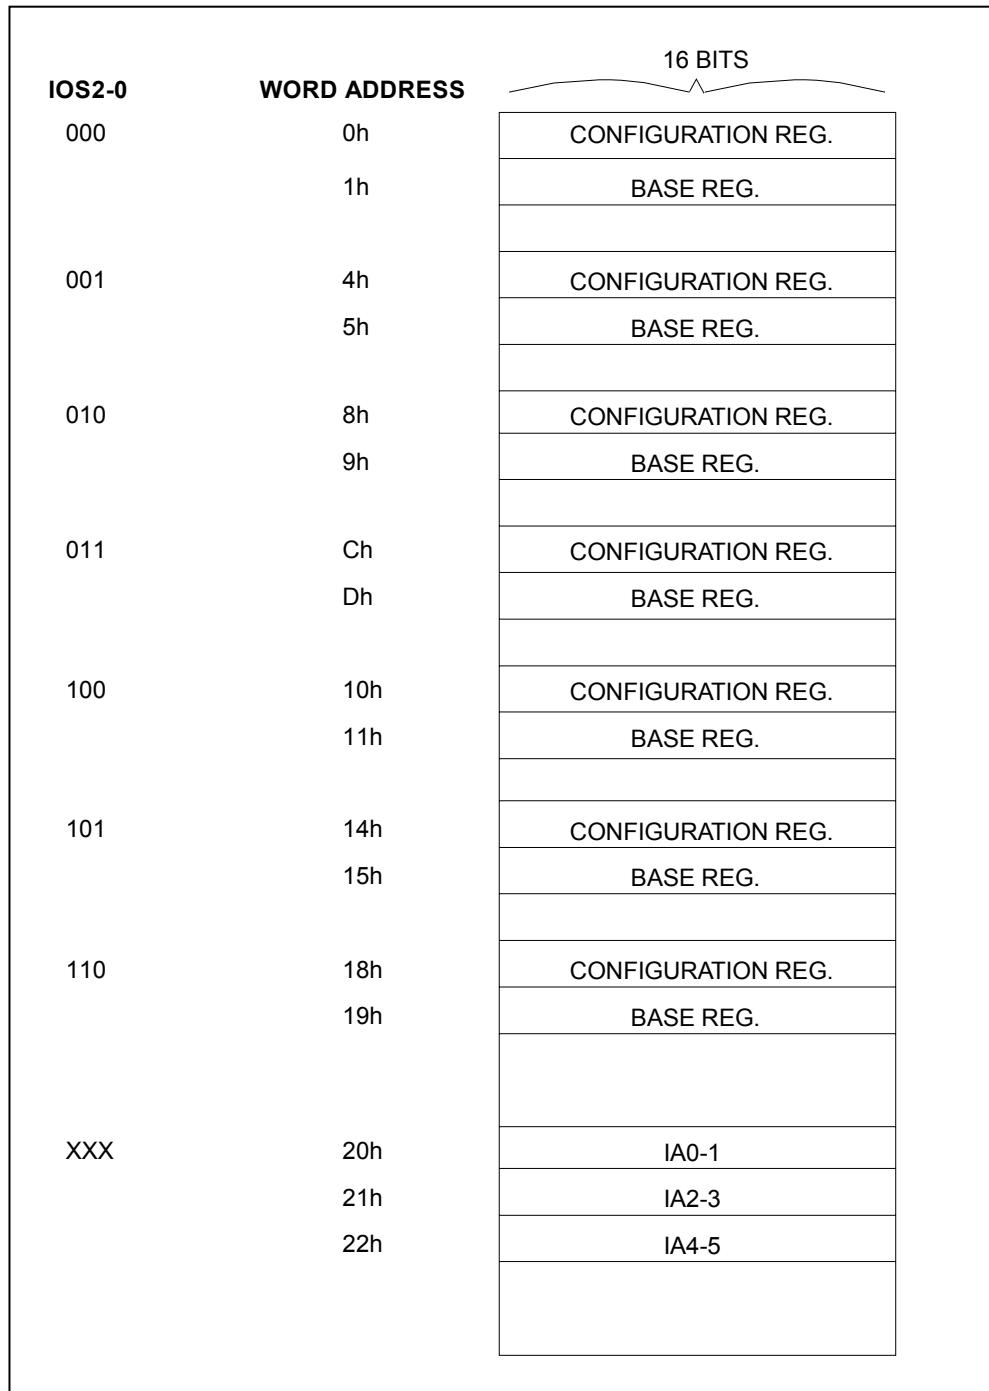 16 BITS
IOS2-0 WORD ADDRESS
000 0h CONFIGURATION REG.
1h BASE REG.
001 4h CONFIGURATION REG.
5h BASE REG.
010 8h CONFIGURATION REG.
9h BASE REG.
011 Ch CONFIGURATION REG.
Dh BASE REG.
100 10h CONFIGURATION REG.
11h BASE REG.
101 14h CONFIGURATION REG.
15h BASE REG.
110 18h CONFIGURATION REG.
19h BASE REG.
XXX 20h IA0-1
21h IA2-3
22h IA4-5